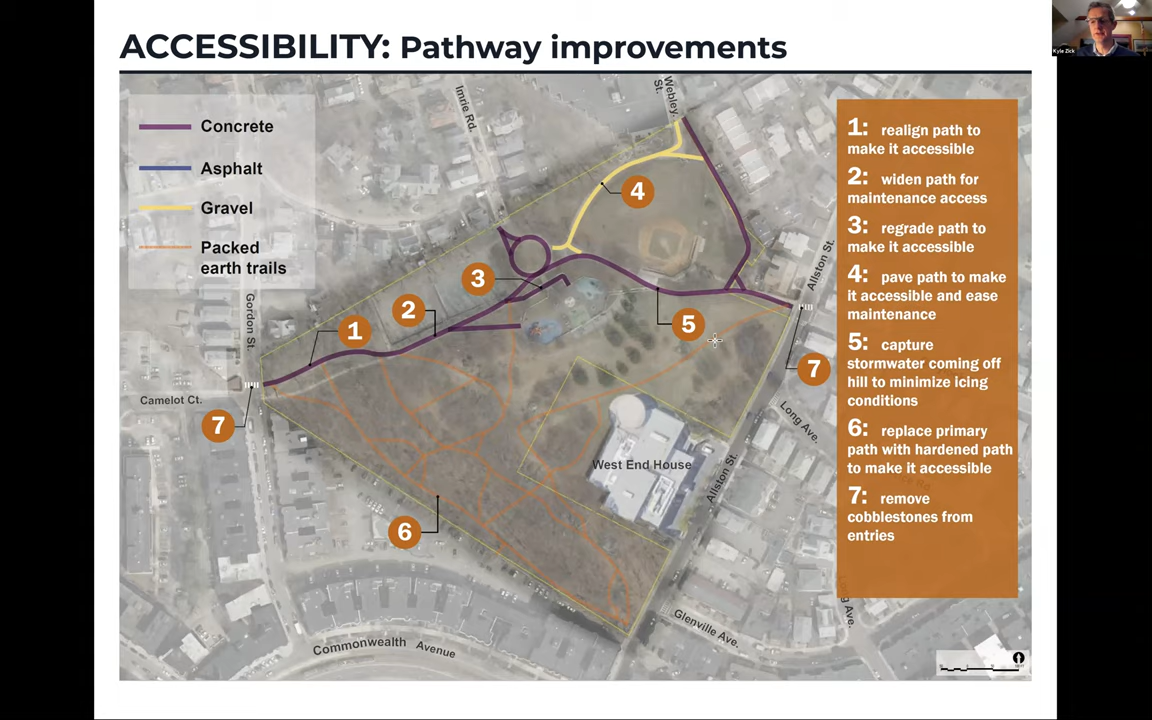 ACCESSIBILITY: Pathway improvements
Kyle Zick
Concrete
Asphalt
Gravel
Packed
earth trails
Imrie Rd.
Webley
St.
Gordon St.
Camelot Ct.
Allston St.
Long Ave.
Allston St.
West End House
Glenville Ave.
Commonwealth Avenue
1
2
3
4
5
6
7
7
1: realign path to
make it accessible
2: widen path for
maintenance access
3: regrade path to
make it accessible
4: pave path to make
it accessible and ease
maintenance
5: capture
stormwater coming off
hill to minimize icing
conditions
6: replace primary
path with hardened path
to make it accessible
7: remove
cobblestones from
entries
Ave.